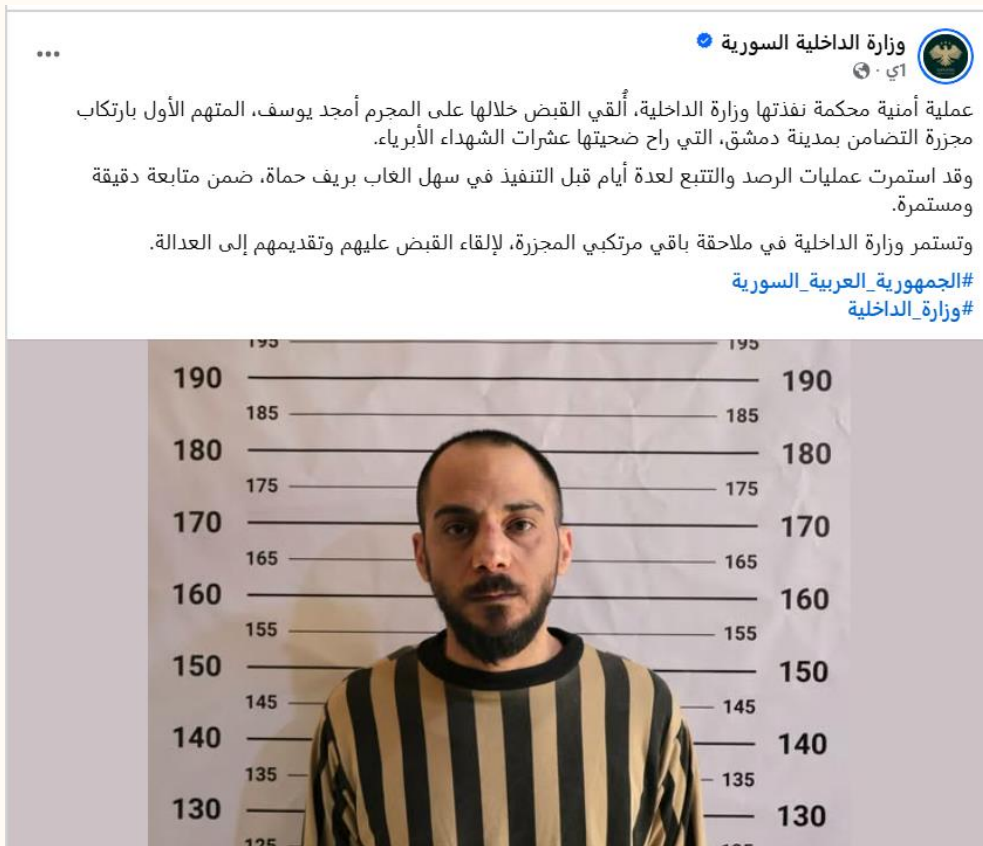 وزارة الداخلية السورية
1ي ·
عملية أمنية محكمة نفذتها وزارة الداخلية، أُلقي القبض خلالها على المجرم أمجد يوسف، المتهم الأول بارتكاب
مجزرة التضامن بمدينة دمشق، التي راح ضحيتها عشرات الشهداء الأبرياء.
وقد استمرت عمليات الرصد والتتبع لعدة أيام قبل التنفيذ في سهل الغاب بريف حماة، ضمن متابعة دقيقة
ومستمرة.
وتستمر وزارة الداخلية في ملاحقة باقي مرتكبي المجزرة، لإلقاء القبض عليهم وتقديمهم إلى العدالة.
#الجمهورية_العربية_السورية
#وزارة_الداخلية
195 195
190 190
185 185
180 180
175 175
170 170
165 165
160 160
155 155
150 150
145 145
140 140
135 135
130 130
125